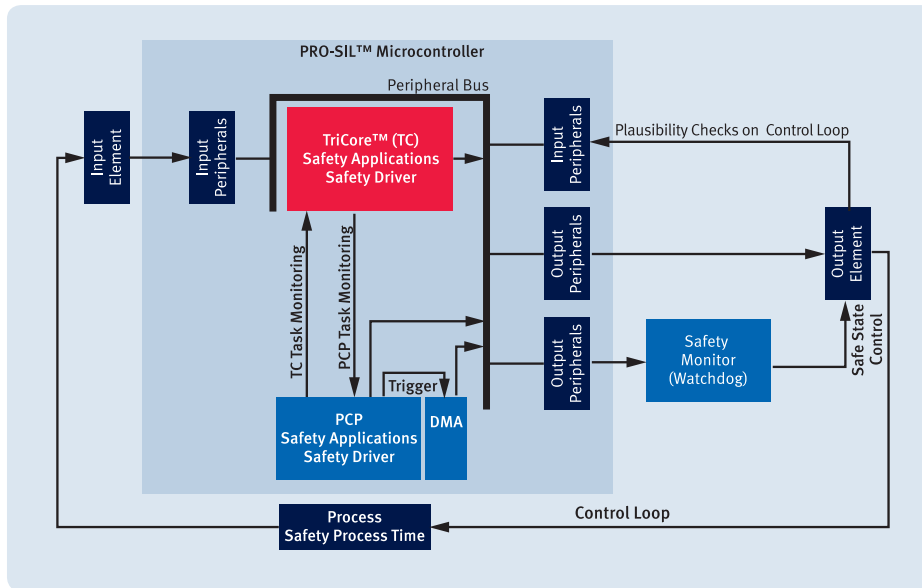 PRO-SIL™ Microcontroller
Peripheral Bus
Input
Element
Input
Peripherals
TriCore™ (TC)
Safety Applications
Safety Driver
Input
Peripherals
Plausibility Checks on Control Loop
TC Task Monitoring
PCP Task Monitoring
Output
Peripherals
Output
Element
Output
Peripherals
Safety
Monitor
(Watchdog)
Safe State
Control
Trigger
PCP
Safety Applications
Safety Driver
DMA
Process
Safety Process Time
Control Loop